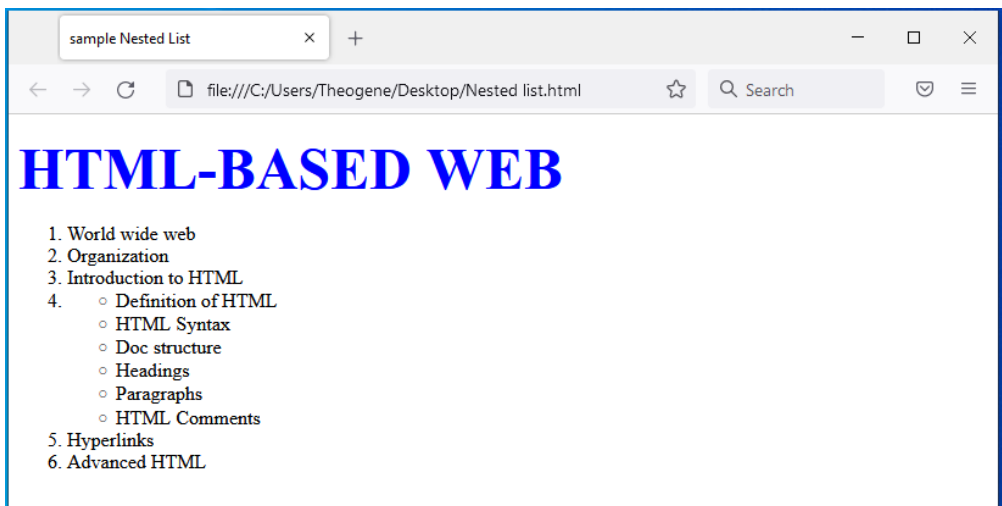 sample Nested List
file:///C:/Users/Theogene/Desktop/Nested list.html
Search
HTML-BASED WEB
1. World wide web
2. Organization
3. Introduction to HTML
4. ○ Definition of HTML
○ HTML Syntax
○ Doc structure
○ Headings
○ Paragraphs
○ HTML Comments
5. Hyperlinks
6. Advanced HTML